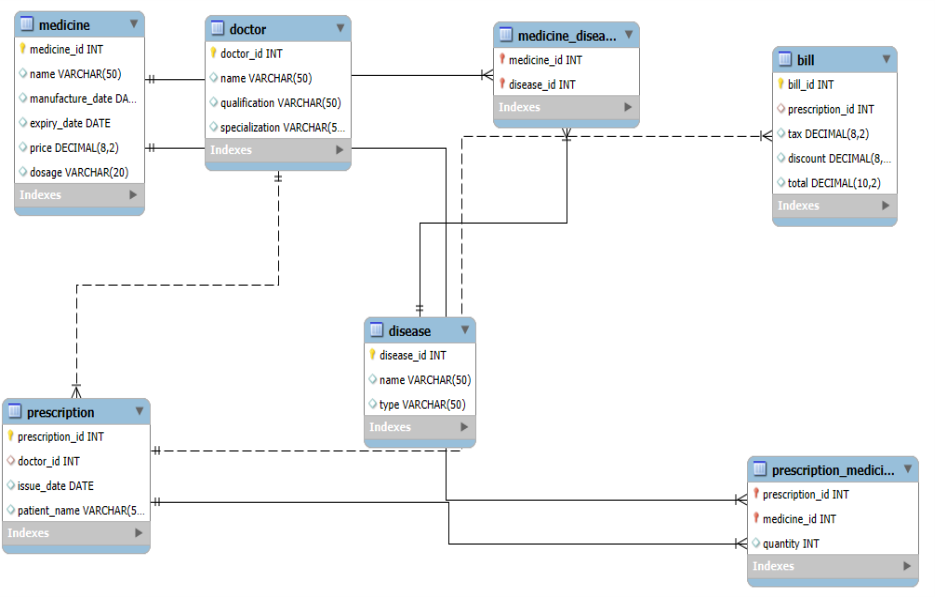 medicine
medicine_id INT
name VARCHAR(50)
manufacture_date DA...
expiry_date DATE
price DECIMAL(8,2)
dosage VARCHAR(20)
Indexes
doctor
doctor_id INT
name VARCHAR(50)
qualification VARCHAR(50)
specialization VARCHAR(5...
Indexes
medicine_disea...
medicine_id INT
disease_id INT
Indexes
bill
bill_id INT
prescription_id INT
tax DECIMAL(8,2)
discount DECIMAL(8,...
total DECIMAL(10,2)
Indexes
disease
disease_id INT
name VARCHAR(50)
type VARCHAR(50)
Indexes
prescription
prescription_id INT
doctor_id INT
issue_date DATE
patient_name VARCHAR(5...
Indexes
prescription_medici...
prescription_id INT
medicine_id INT
quantity INT
Indexes